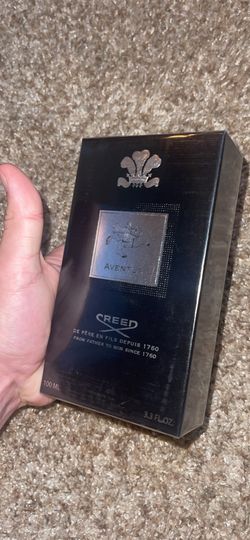 AVENTUS
CREED
DE PÈRE EN FILS DEPUIS 1760
FROM FATHER TO SON SINCE 1760
100 ML
3.3 FL.OZ.